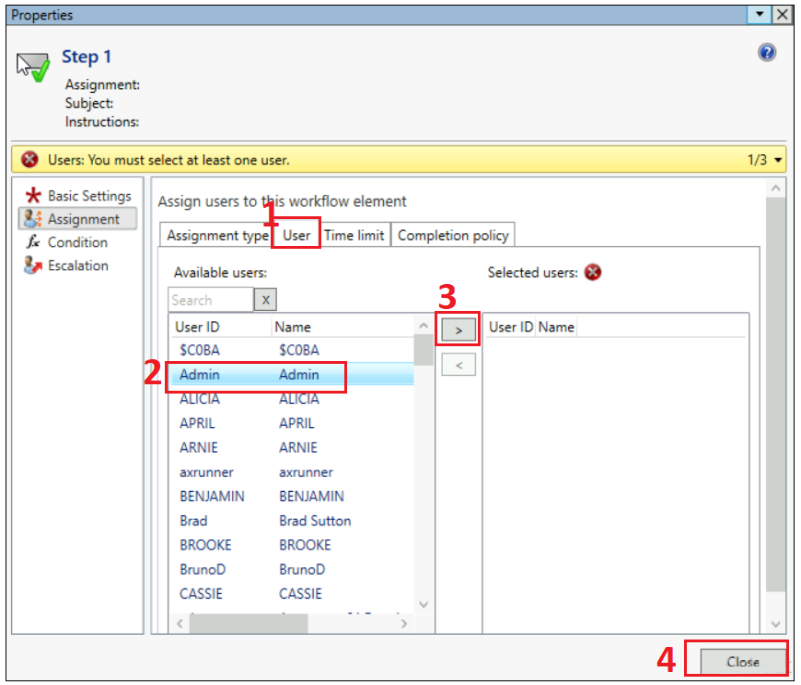 Properties
Step 1
Assignment:
Subject:
Instructions:
Users: You must select at least one user. 1/3
Basic Settings
Assignment
Condition
Escalation
Assign users to this workflow element
1
Assignment type User Time limit Completion policy
Available users: Selected users:
Search X
3
User ID Name > User ID Name
$C0BA $C0BA
<
2 Admin Admin
ALICIA ALICIA
APRIL APRIL
ARNIE ARNIE
axrunner axrunner
BENJAMIN BENJAMIN
Brad Brad Sutton
BROOKE BROOKE
BrunoD BrunoD
CASSIE CASSIE
4 Close